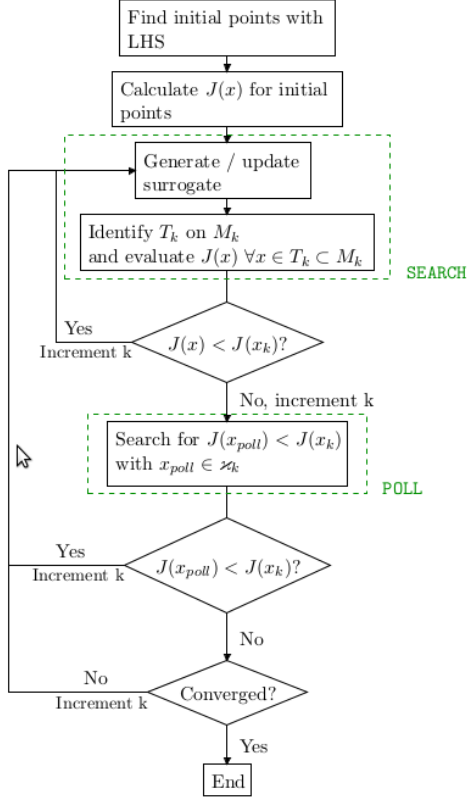 Find initial points with
LHS
Calculate J(x) for initial
points
Generate / update
surrogate
Identify T_k on M_k
and evaluate J(x) ∀x ∈ T_k ⊂ M_k
SEARCH
Yes
Increment k
J(x) < J(x_k)?
No, increment k
Search for J(x_poll) < J(x_k)
with x_poll ∈ ϰ_k
POLL
Yes
Increment k
J(x_poll) < J(x_k)?
No
No
Increment k
Converged?
Yes
End